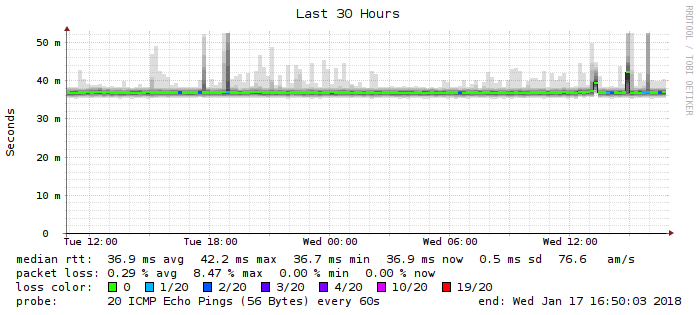 Last 30 Hours
RRDTOOL / TOBI OETIKER
Seconds
50 m
40 m
30 m
20 m
10 m
0
Tue 12:00 Tue 18:00 Wed 00:00 Wed 06:00 Wed 12:00
median rtt: 36.9 ms avg 42.2 ms max 36.7 ms min 36.9 ms now 0.5 ms sd 76.6 am/s
packet loss: 0.29 % avg 8.47 % max 0.00 % min 0.00 % now
loss color: 0 1/20 2/20 3/20 4/20 10/20 19/20
probe: 20 ICMP Echo Pings (56 Bytes) every 60s end: Wed Jan 17 16:50:03 2018